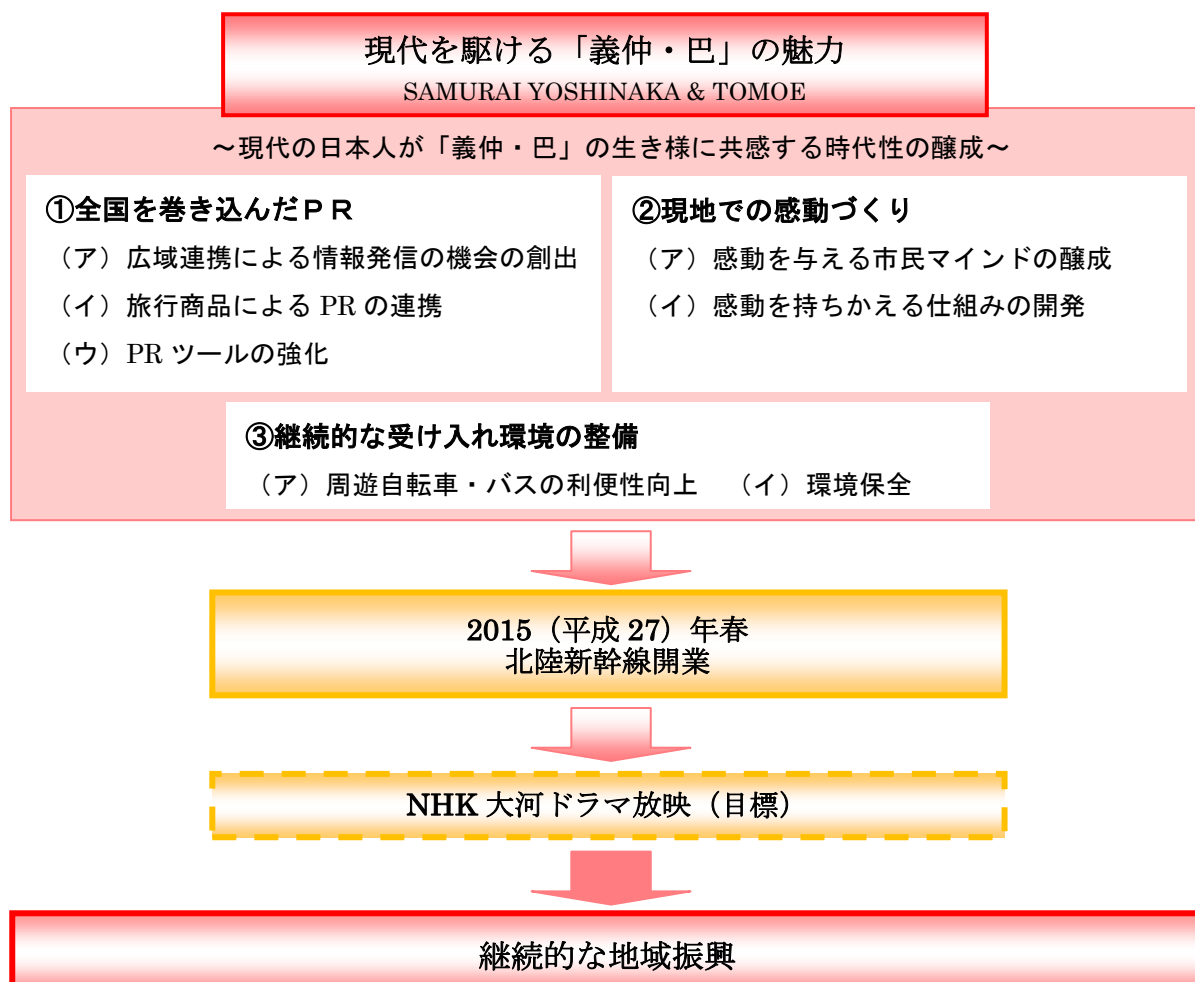 現代を駆ける「義仲・巴」の魅力
SAMURAI YOSHINAKA & TOMOE
～現代の日本人が「義仲・巴」の生き様に共感する時代性の醸成～
①全国を巻き込んだＰＲ
（ア）広域連携による情報発信の機会の創出
（イ）旅行商品による PR の連携
（ウ）PR ツールの強化
②現地での感動づくり
（ア）感動を与える市民マインドの醸成
（イ）感動を持ちかえる仕組みの開発
③継続的な受け入れ環境の整備
（ア）周遊自転車・バスの利便性向上　（イ）環境保全
2015（平成 27）年春
北陸新幹線開業
NHK 大河ドラマ放映（目標）
継続的な地域振興